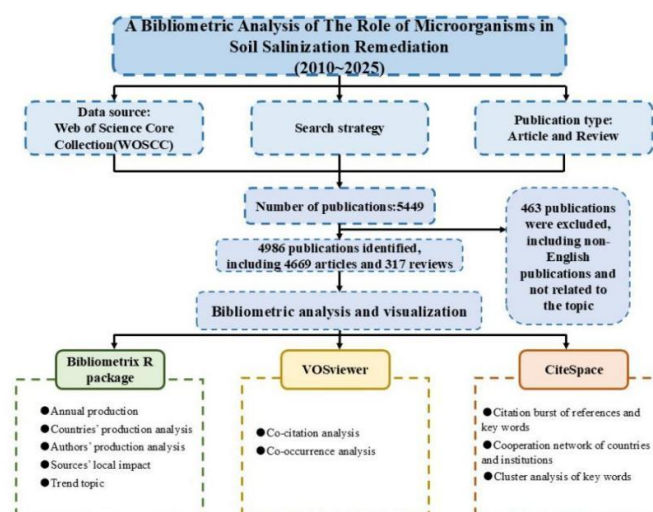 A Bibliometric Analysis of The Role of Microorganisms in
Soil Salinization Remediation
(2010~2025)
Data source:
Web of Science Core
Collection(WOSCC)
Search strategy
Publication type:
Article and Review
Number of publications:5449
463 publications
were excluded,
including non-
English
publications and
not related to
the topic
4986 publications identified,
including 4669 articles and 317 reviews
Bibliometric analysis and visualization
Bibliometrix R
package
●Annual production
●Countries' production analysis
●Authors' production analysis
●Sources' local impact
●Trend topic
VOSviewer
●Co-citation analysis
●Co-occurrence analysis
CiteSpace
●Citation burst of references and
key words
●Cooperation network of countries
and institutions
●Cluster analysis of key words